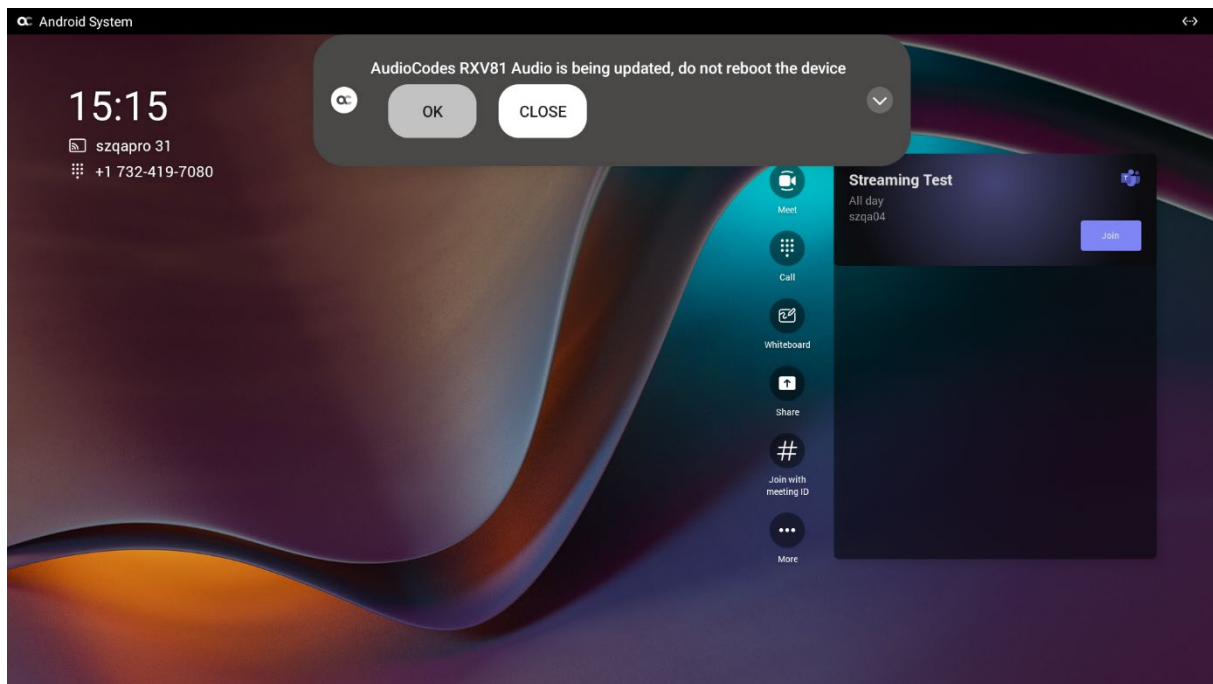 Android System
AudioCodes RXV81 Audio is being updated, do not reboot the device
OK
CLOSE
15:15
szqapro 31
+1 732-419-7080
Meet
Call
Whiteboard
Share
Join with
meeting ID
More
Streaming Test
All day
szqa04
Join